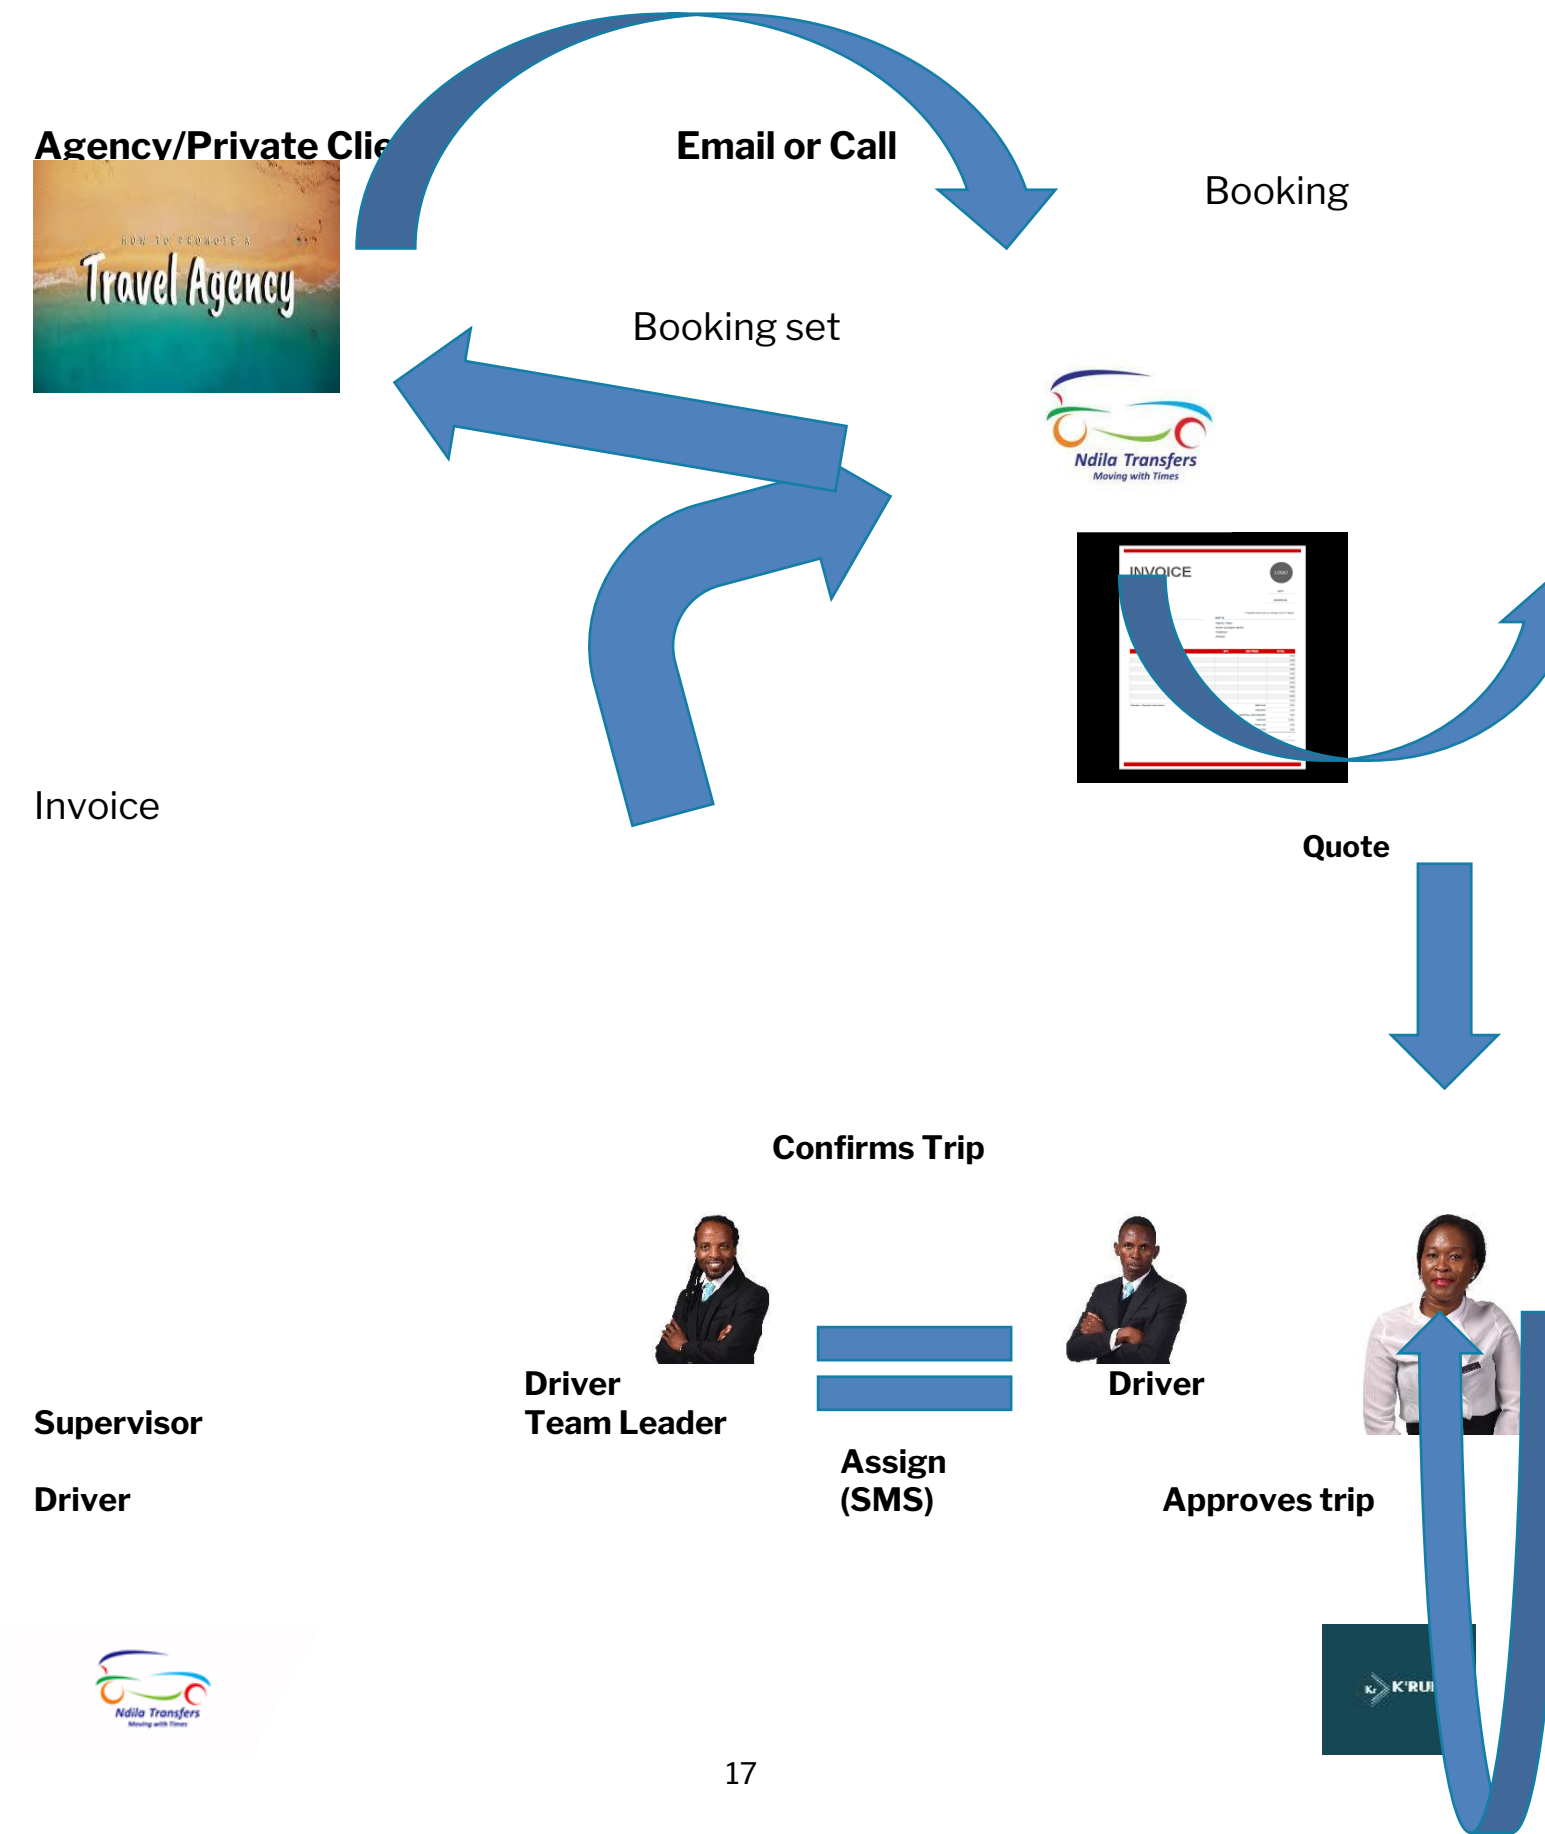 Agency/Private Clie
Email or Call
Booking
HOW TO PROMOTE A
Travel Agency
Booking set
Ndila Transfers
Moving with Times
INVOICE
LOGO
Invoice
Quote
Confirms Trip
Driver
Team Leader
Driver
Supervisor
Assign
(SMS)
Driver
Approves trip
Ndila Transfers
Moving with Times
Kr
K'RU
17